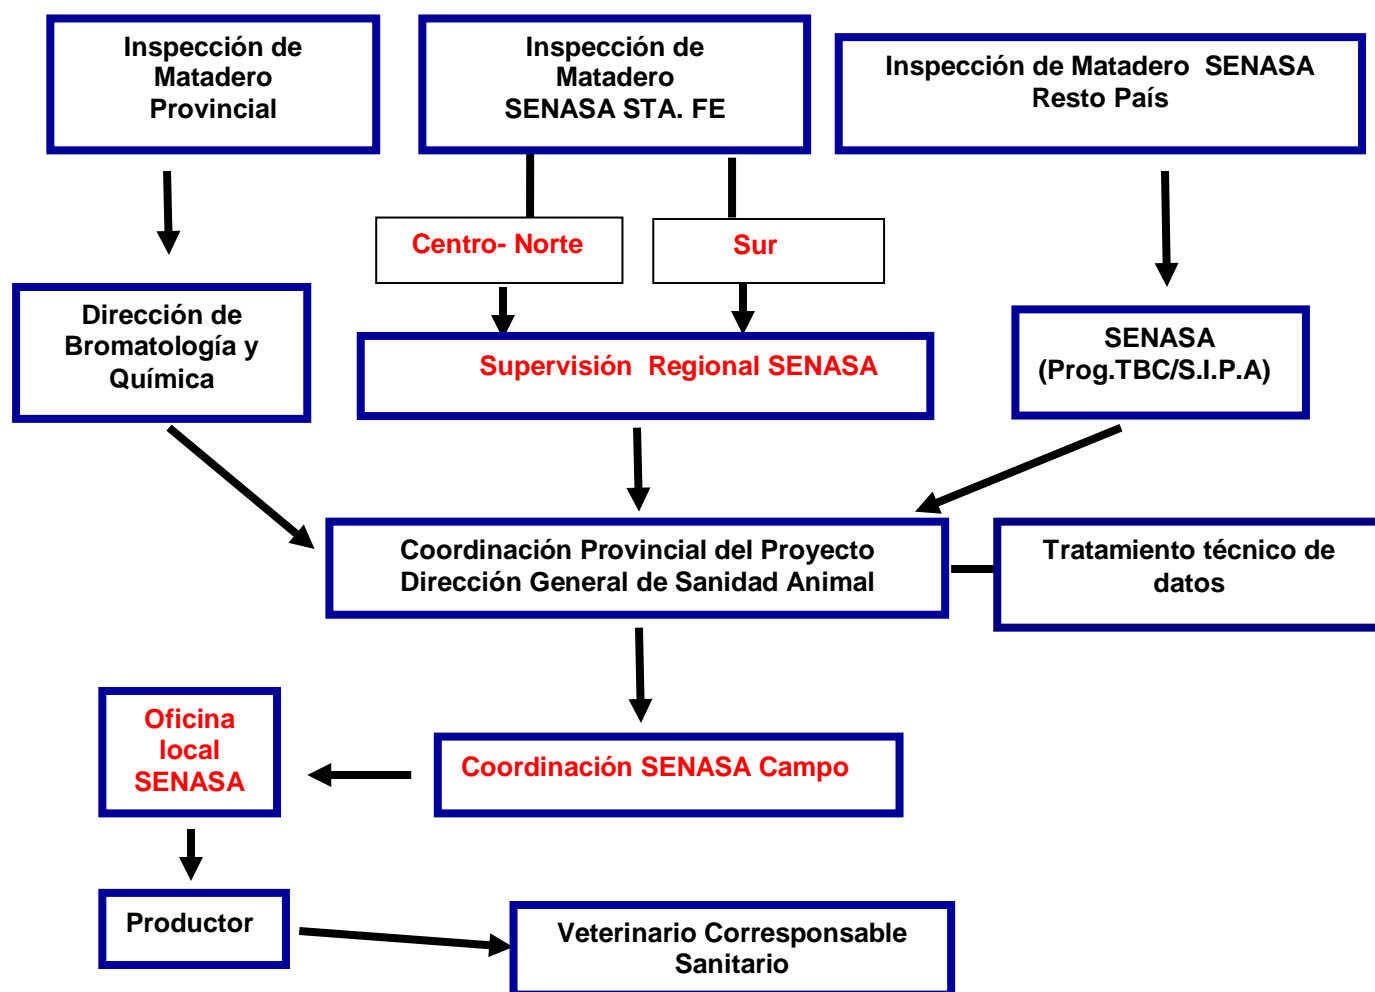 Inspección de
Matadero
Provincial
Inspección de
Matadero
SENASA STA. FE
Inspección de Matadero  SENASA
Resto País
Centro- Norte
Sur
Dirección de
Bromatología y
Química
Supervisión  Regional SENASA
SENASA
(Prog.TBC/S.I.P.A)
Coordinación Provincial del Proyecto
Dirección General de Sanidad Animal
Tratamiento técnico de
datos
Oficina
local
SENASA
Coordinación SENASA Campo
Productor
Veterinario Corresponsable
Sanitario